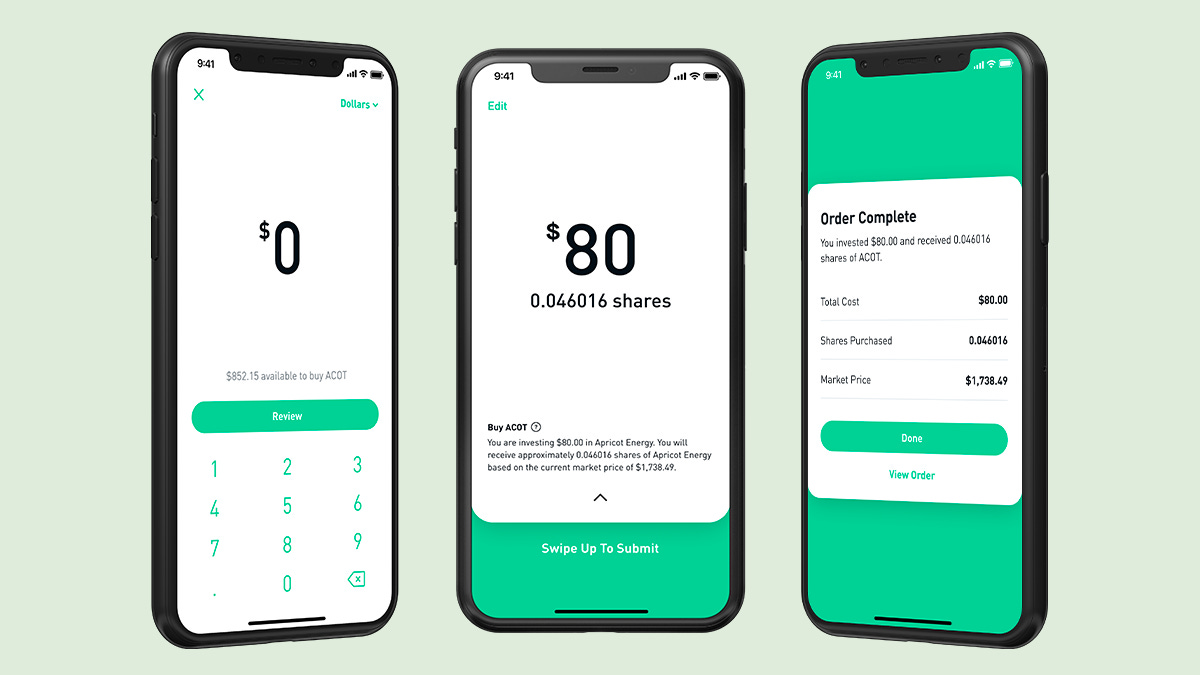 9:41
Dollars
$0
$852.15 available to buy ACOT
Review
1 2 3
4 5 6
7 8 9
. 0
9:41
Edit
$80
0.046016 shares
Buy ACOT ?
You are investing $80.00 in Apricot Energy. You will
receive approximately 0.046016 shares of Apricot Energy
based on the current market price of $1,738.49.
Swipe Up To Submit
9:41
Order Complete
You invested $80.00 and received 0.046016
shares of ACOT.
Total Cost $80.00
Shares Purchased 0.046016
Market Price $1,738.49
Done
View Order